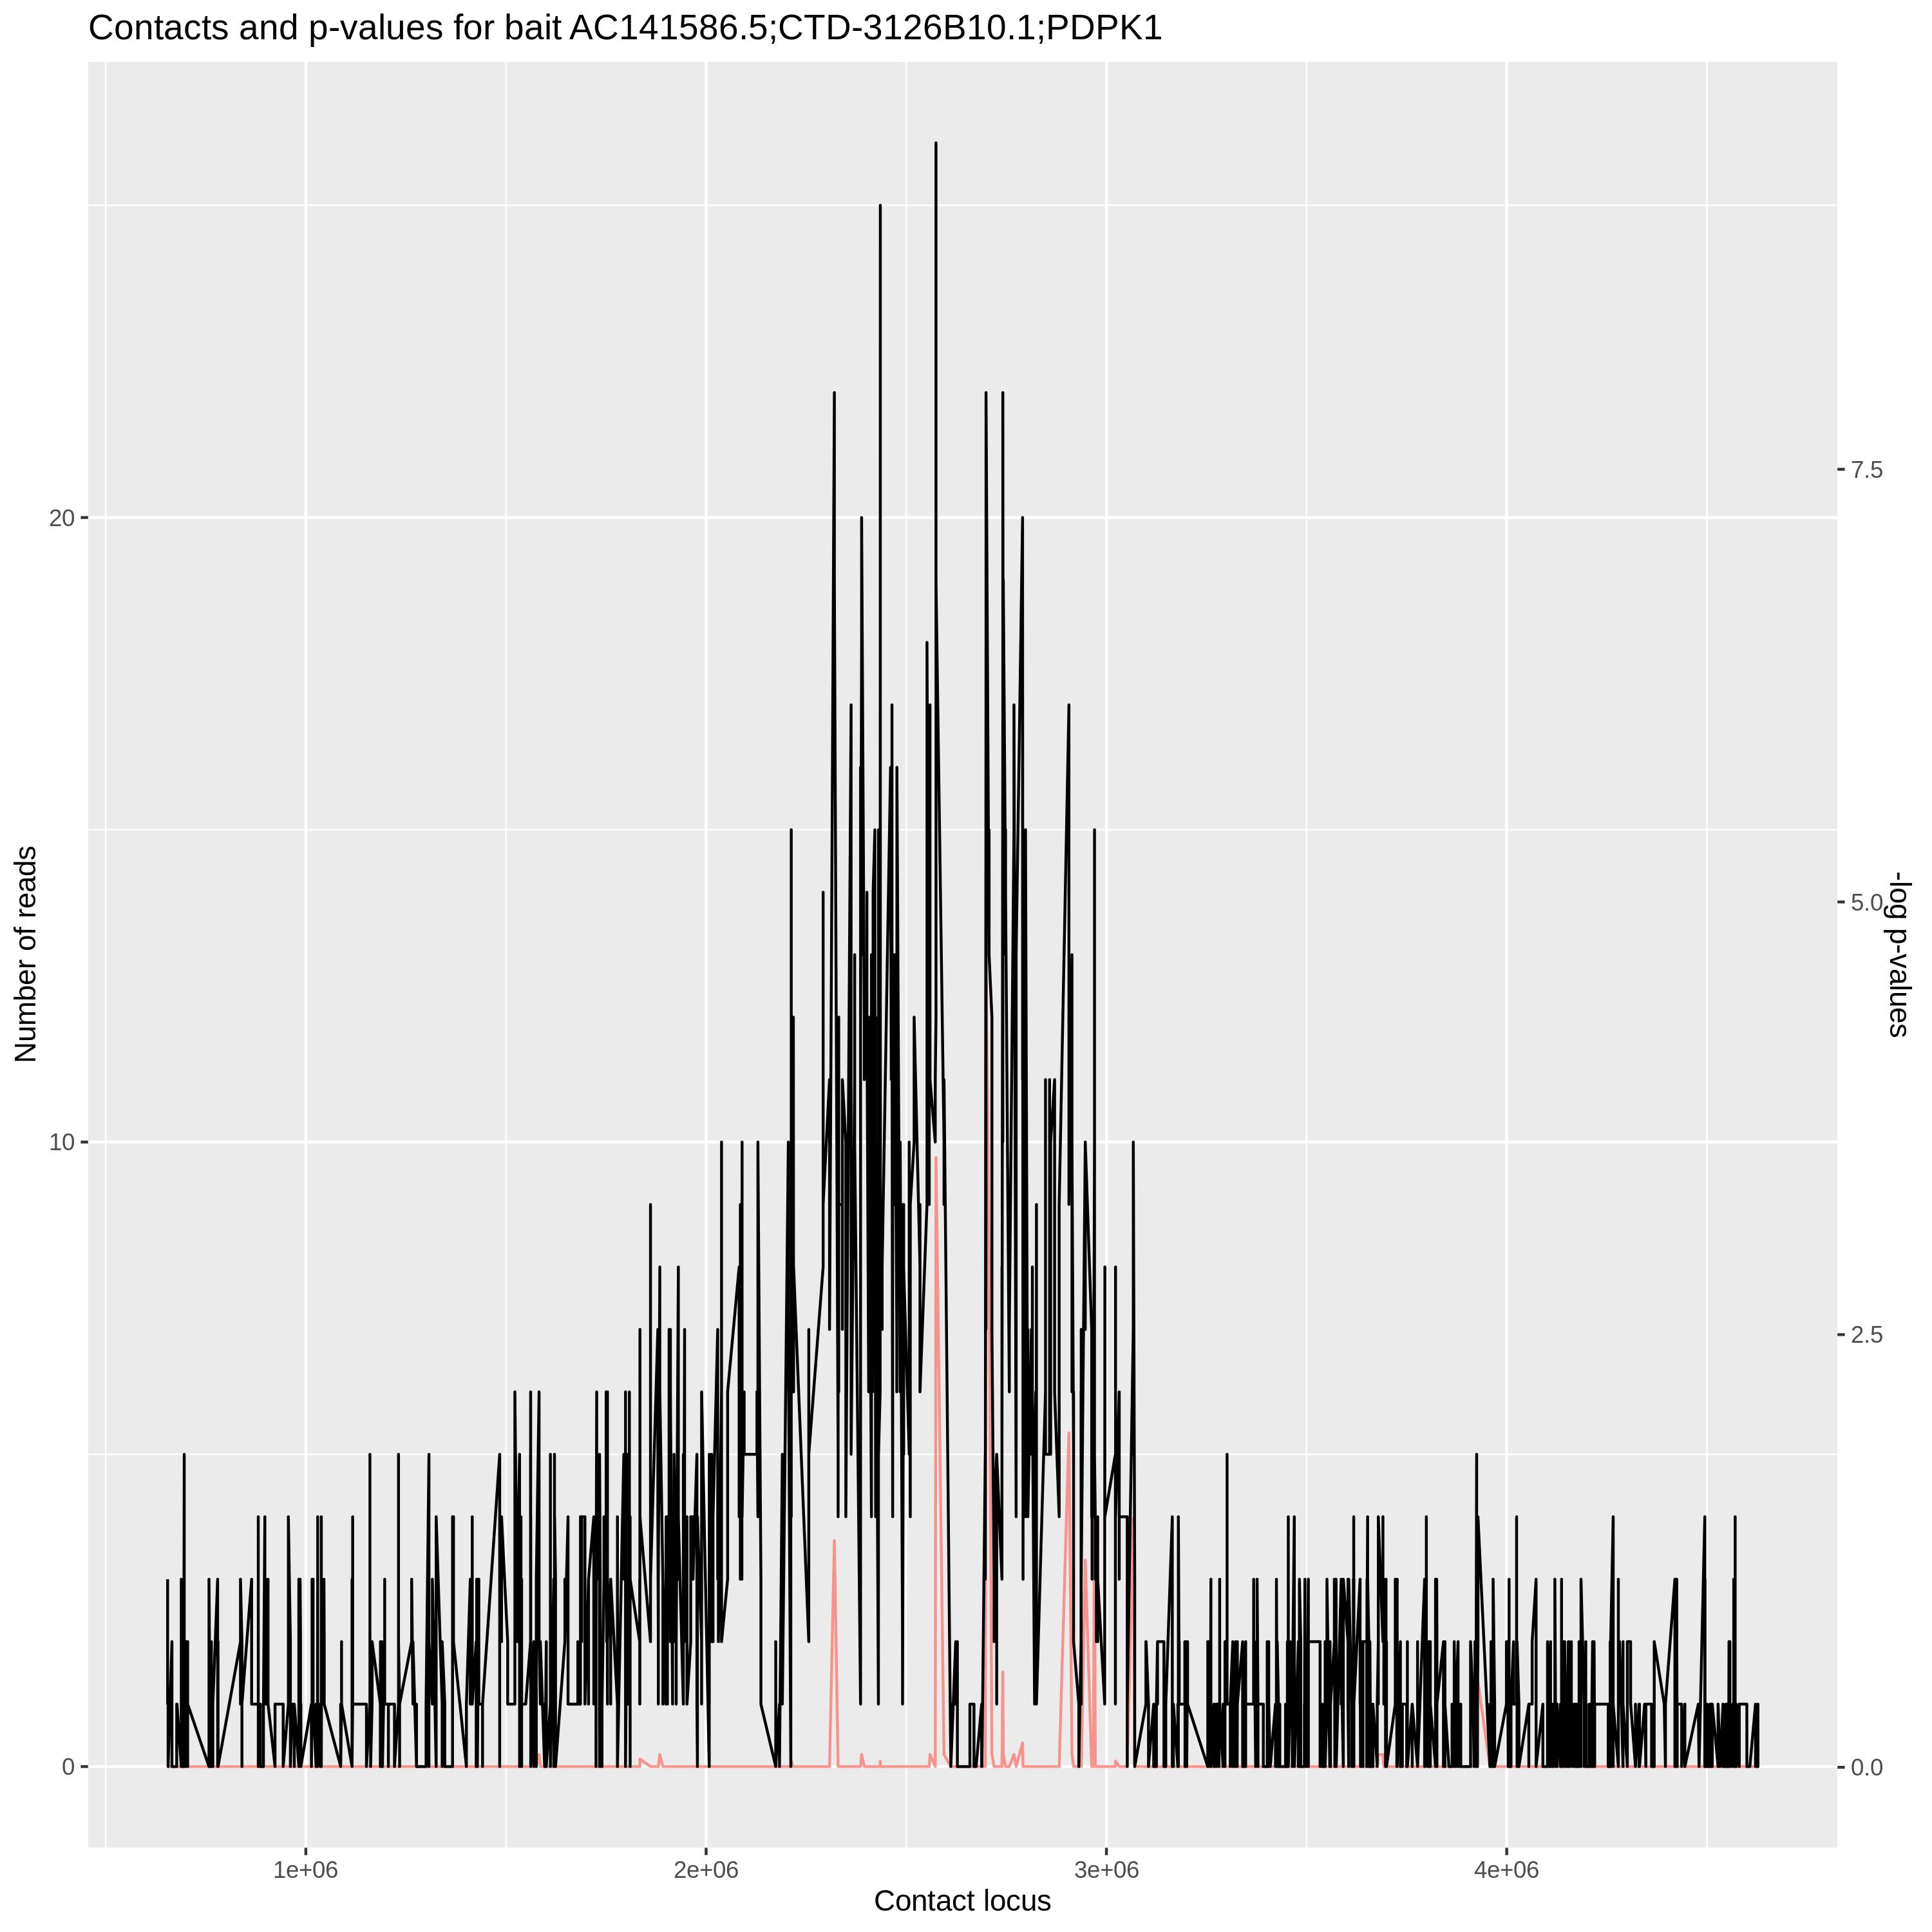 Contacts and p-values for bait AC141586.5;CTD-3126B10.1;PDPK1
20
10
0
Number of reads
7.5
5.0
2.5
0.0
-log p-values
1e+06
2e+06
3e+06
4e+06
Contact locus